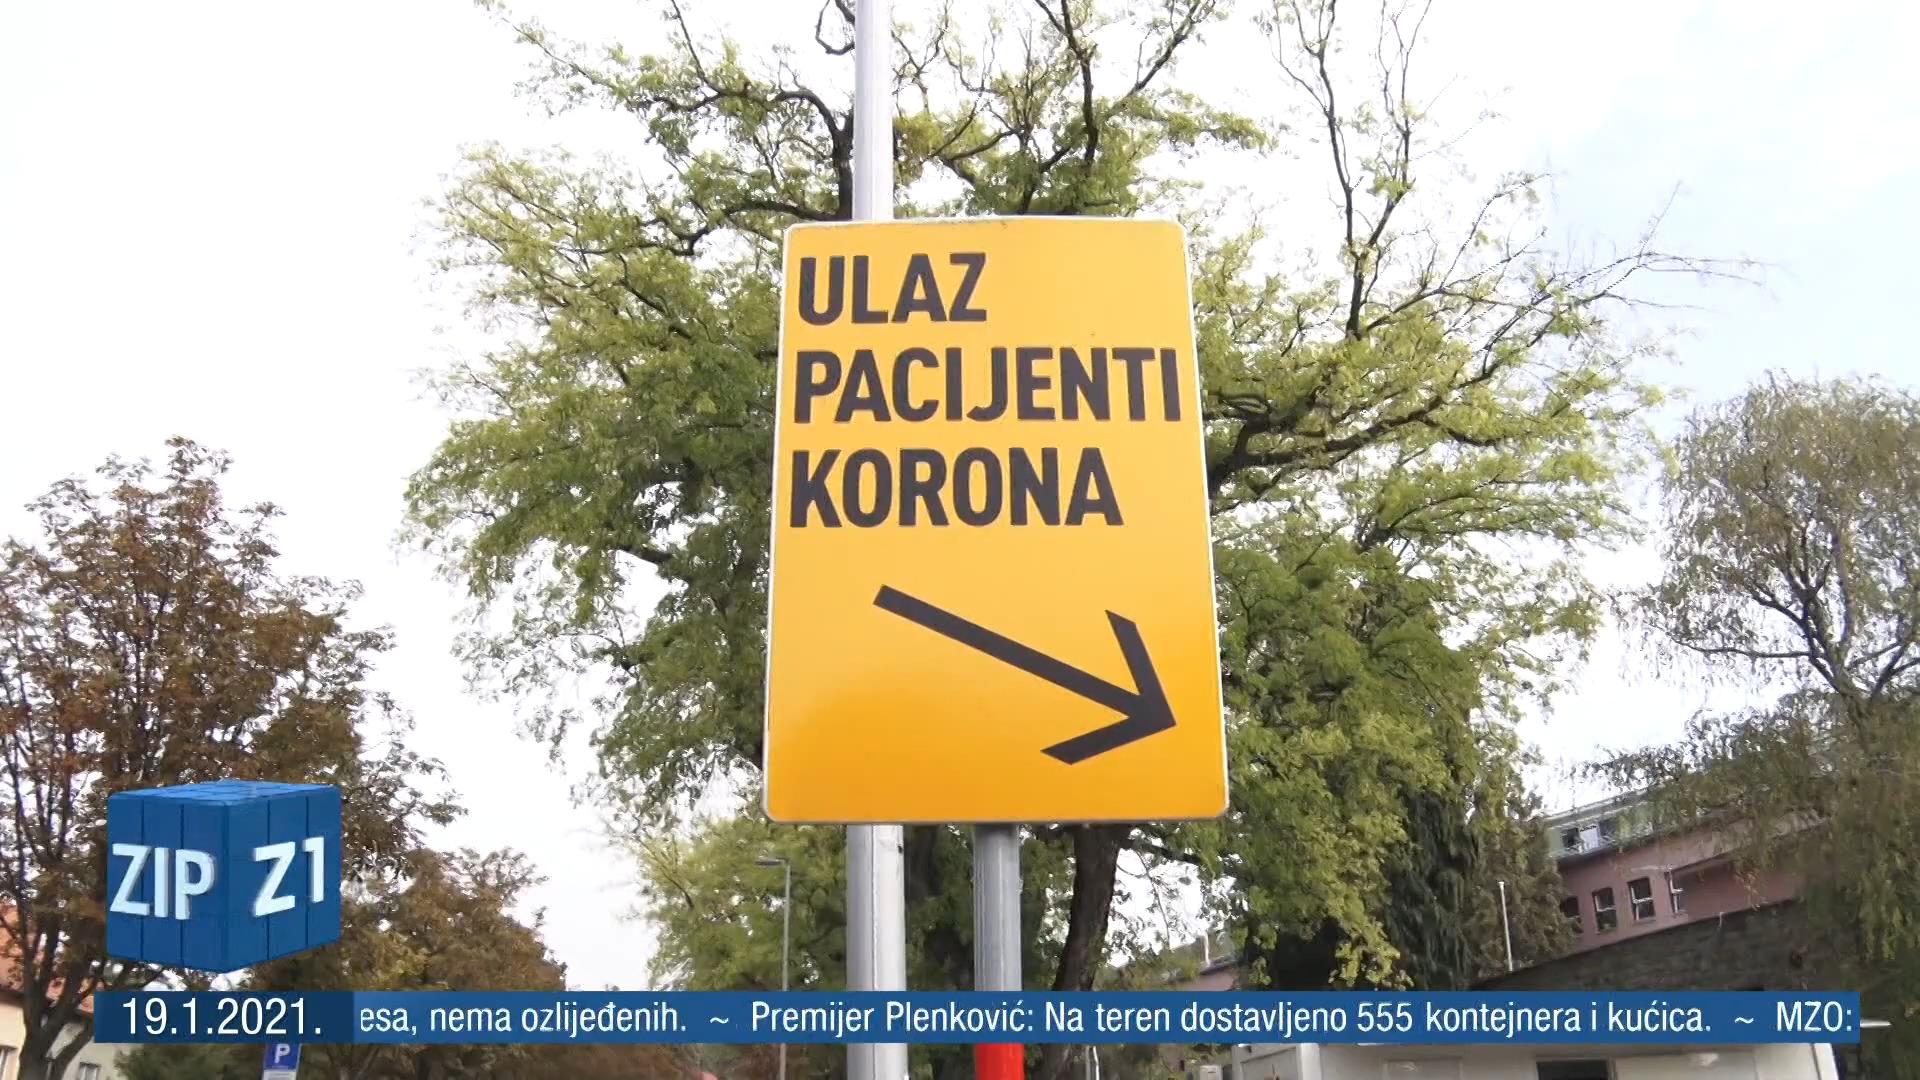 ULAZ
PACIJENTI
KORONA
ZIP Z1
19.1.2021. esa, nema ozlijeđenih. ~ Premijer Plenković: Na teren dostavljeno 555 kontejnera i kućica. ~ MZO:
P